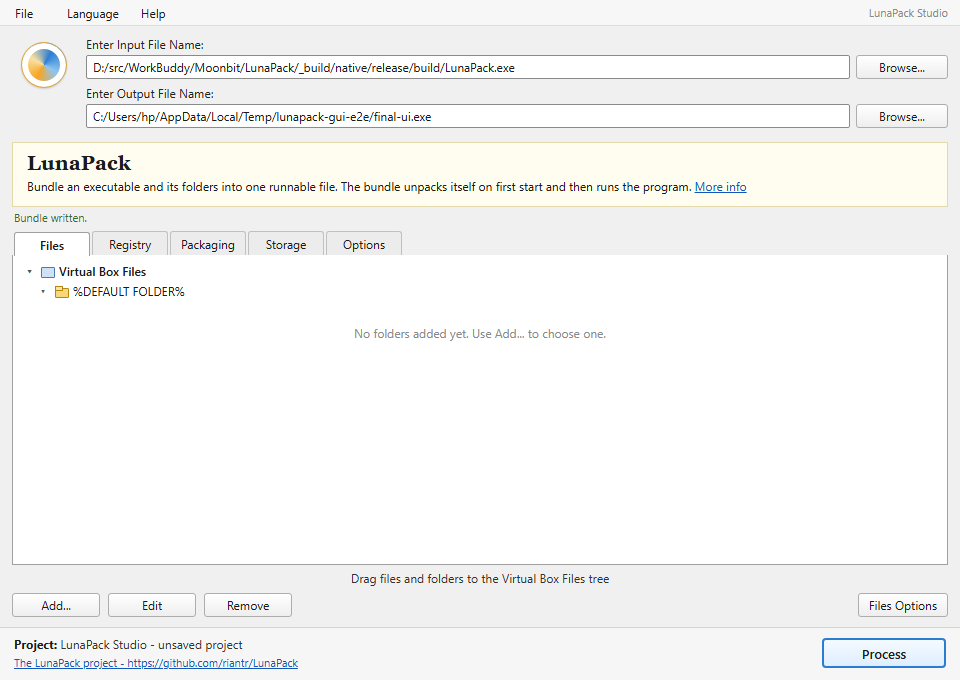 File Language Help LunaPack Studio
Enter Input File Name:
D:/src/WorkBuddy/Moonbit/LunaPack/_build/native/release/build/LunaPack.exe Browse...
Enter Output File Name:
C:/Users/hp/AppData/Local/Temp/lunapack-gui-e2e/final-ui.exe Browse...
LunaPack
Bundle an executable and its folders into one runnable file. The bundle unpacks itself on first start and then runs the program. More info
Bundle written.
Files Registry Packaging Storage Options
Virtual Box Files
%DEFAULT FOLDER%
No folders added yet. Use Add... to choose one.
Drag files and folders to the Virtual Box Files tree
Add... Edit Remove Files Options
Project: LunaPack Studio - unsaved project
The LunaPack project - https://github.com/riantr/LunaPack
Process